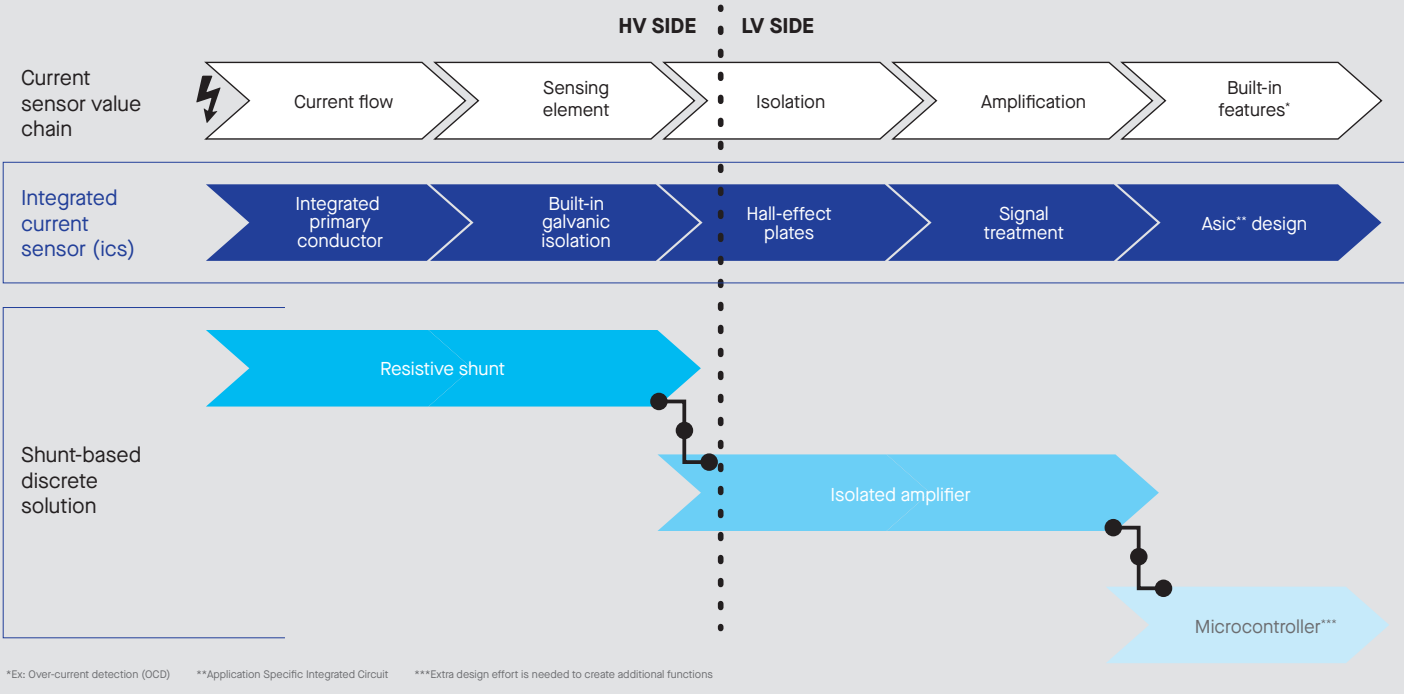 HV SIDE
LV SIDE
Current
sensor value
chain
Current flow
Sensing
element
Isolation
Amplification
Built-in
features*
Integrated
current
sensor (ics)
Integrated
primary
conductor
Built-in
galvanic
isolation
Hall-effect
plates
Signal
treatment
Asic** design
Shunt-based
discrete
solution
Resistive shunt
Isolated amplifier
Microcontroller***
*Ex: Over-current detection (OCD)
**Application Specific Integrated Circuit
***Extra design effort is needed to create additional functions